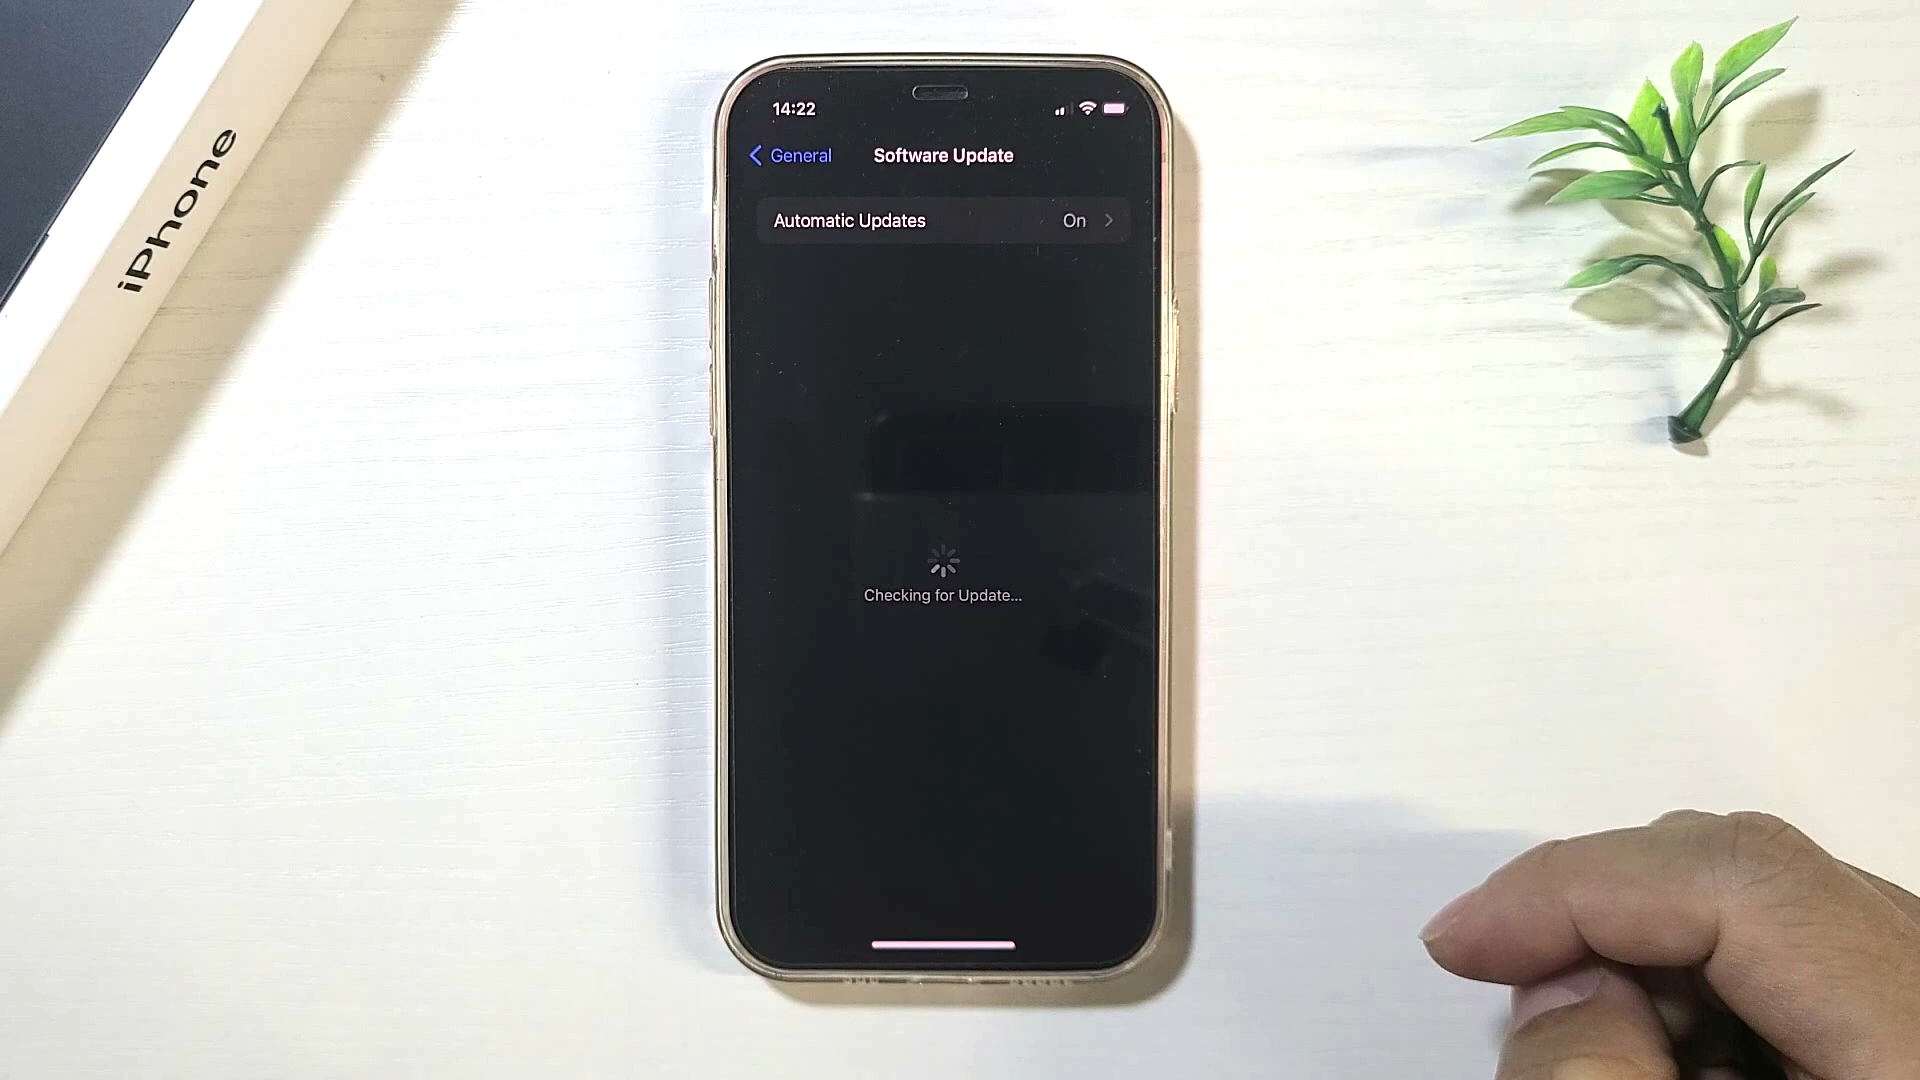 iPhone
14:22
General
Software Update
Automatic Updates On
Checking for Update...